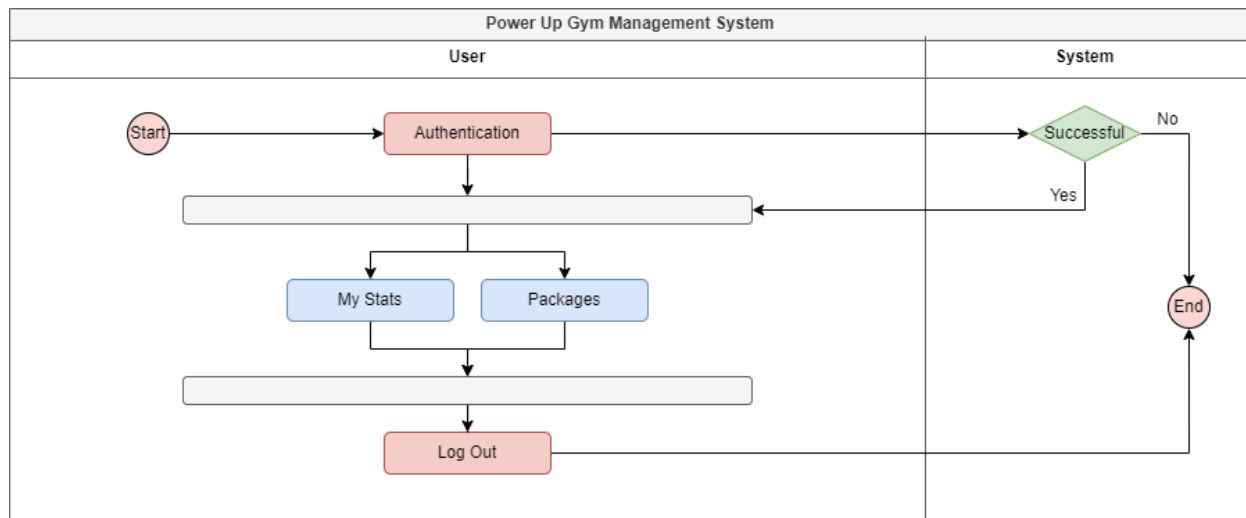 Power Up Gym Management System
User
System
Start
Authentication
Successful
No
Yes
My Stats
Packages
End
Log Out